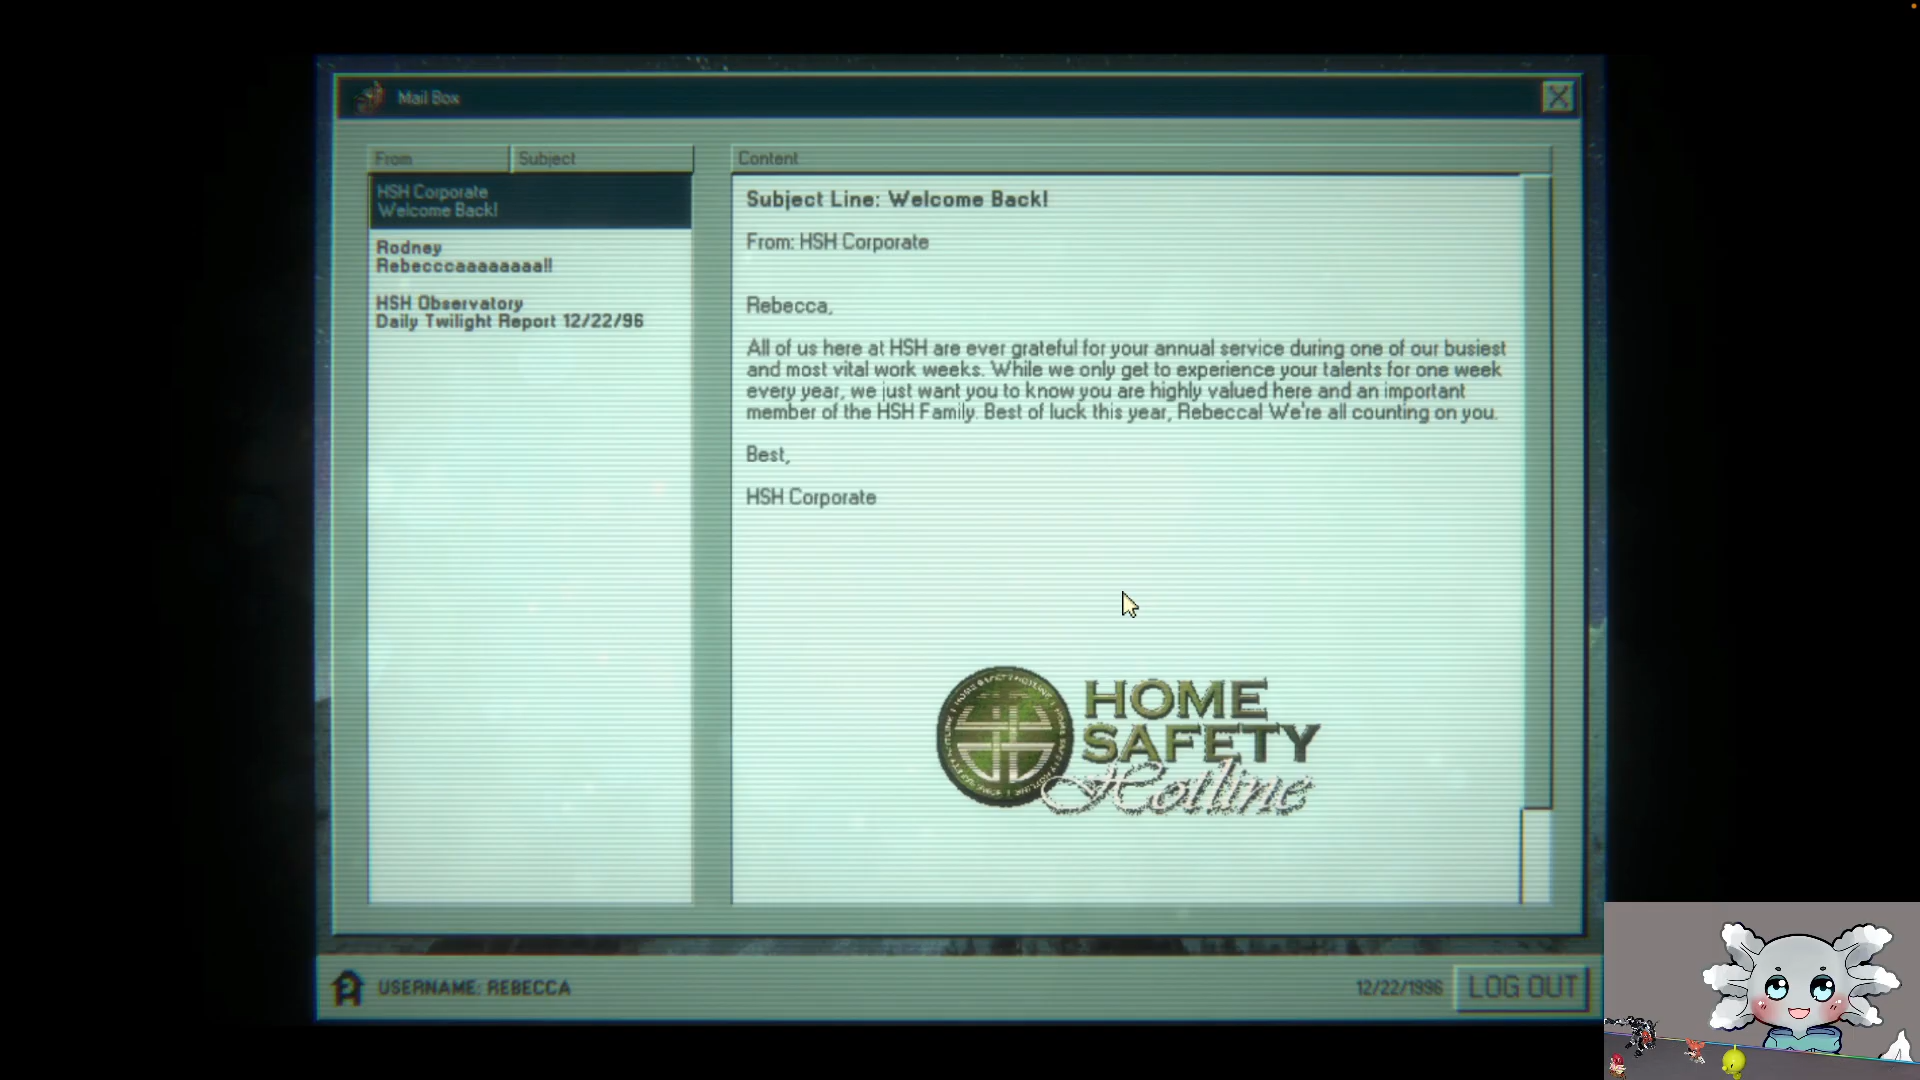 Mail Box
From
Subject
Content
HSH Corporate
Welcome Back!
Rodney
Rebecccaaaaaaaa!!
HSH Observatory
Daily Twilight Report 12/22/96
Subject Line: Welcome Back!
From: HSH Corporate
Rebecca,
All of us here at HSH are ever grateful for your annual service during one of our busiest
and most vital work weeks. While we only get to experience your talents for one week
every year, we just want you to know you are highly valued here and an important
member of the HSH Family. Best of luck this year, Rebecca! We're all counting on you.
Best,
HSH Corporate
HOME
SAFETY
Hotline
USERNAME: REBECCA
12/22/1996
LOG OUT